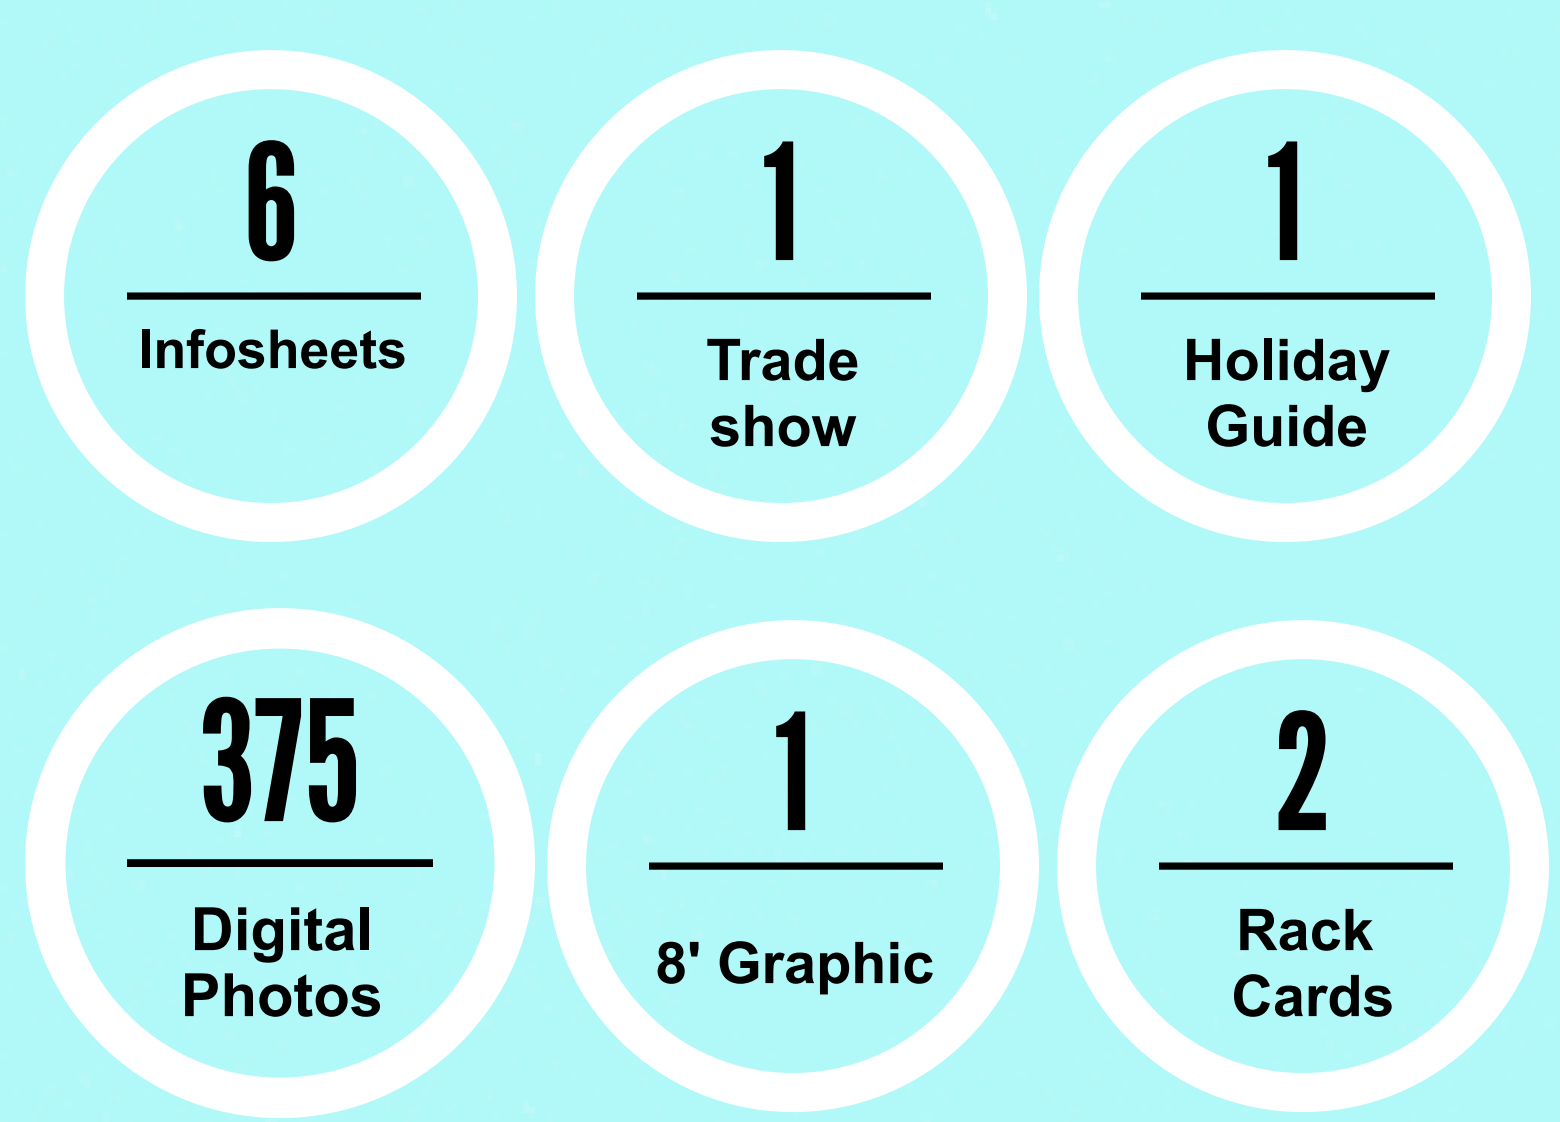 6
Infosheets
1
Trade
show
1
Holiday
Guide
375
Digital
Photos
1
8' Graphic
2
Rack
Cards